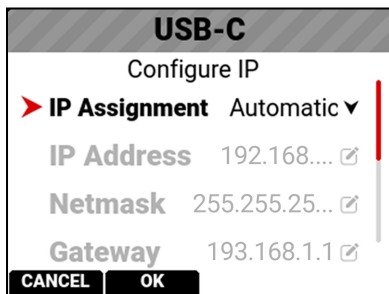 USB-C
Configure IP
IP Assignment Automatic
IP Address 192.168....
Netmask 255.255.25...
Gateway 193.168.1.1
CANCEL OK